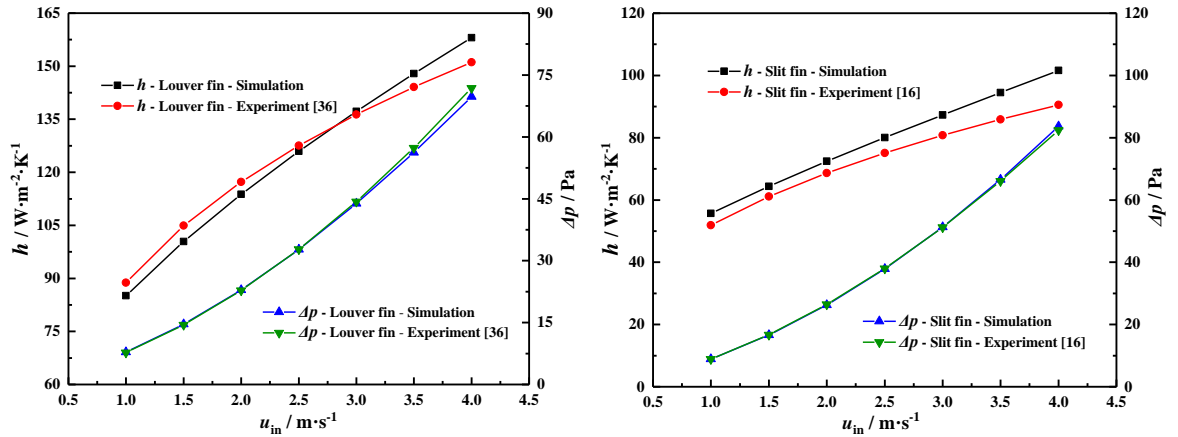 165
150
135
120
105
90
75
60
h / W·m⁻²·K⁻¹
h - Louver fin - Simulation
h - Louver fin - Experiment [36]
Δp - Louver fin - Simulation
Δp - Louver fin - Experiment [36]
90
75
60
45
30
15
0
Δp / Pa
0.5 1.0 1.5 2.0 2.5 3.0 3.5 4.0 4.5
u_in / m·s⁻¹
120
100
80
60
40
20
0
h / W·m⁻²·K⁻¹
h - Slit fin - Simulation
h - Slit fin - Experiment [16]
Δp - Slit fin - Simulation
Δp - Slit fin - Experiment [16]
120
100
80
60
40
20
0
Δp / Pa
0.5 1.0 1.5 2.0 2.5 3.0 3.5 4.0 4.5
u_in / m·s⁻¹